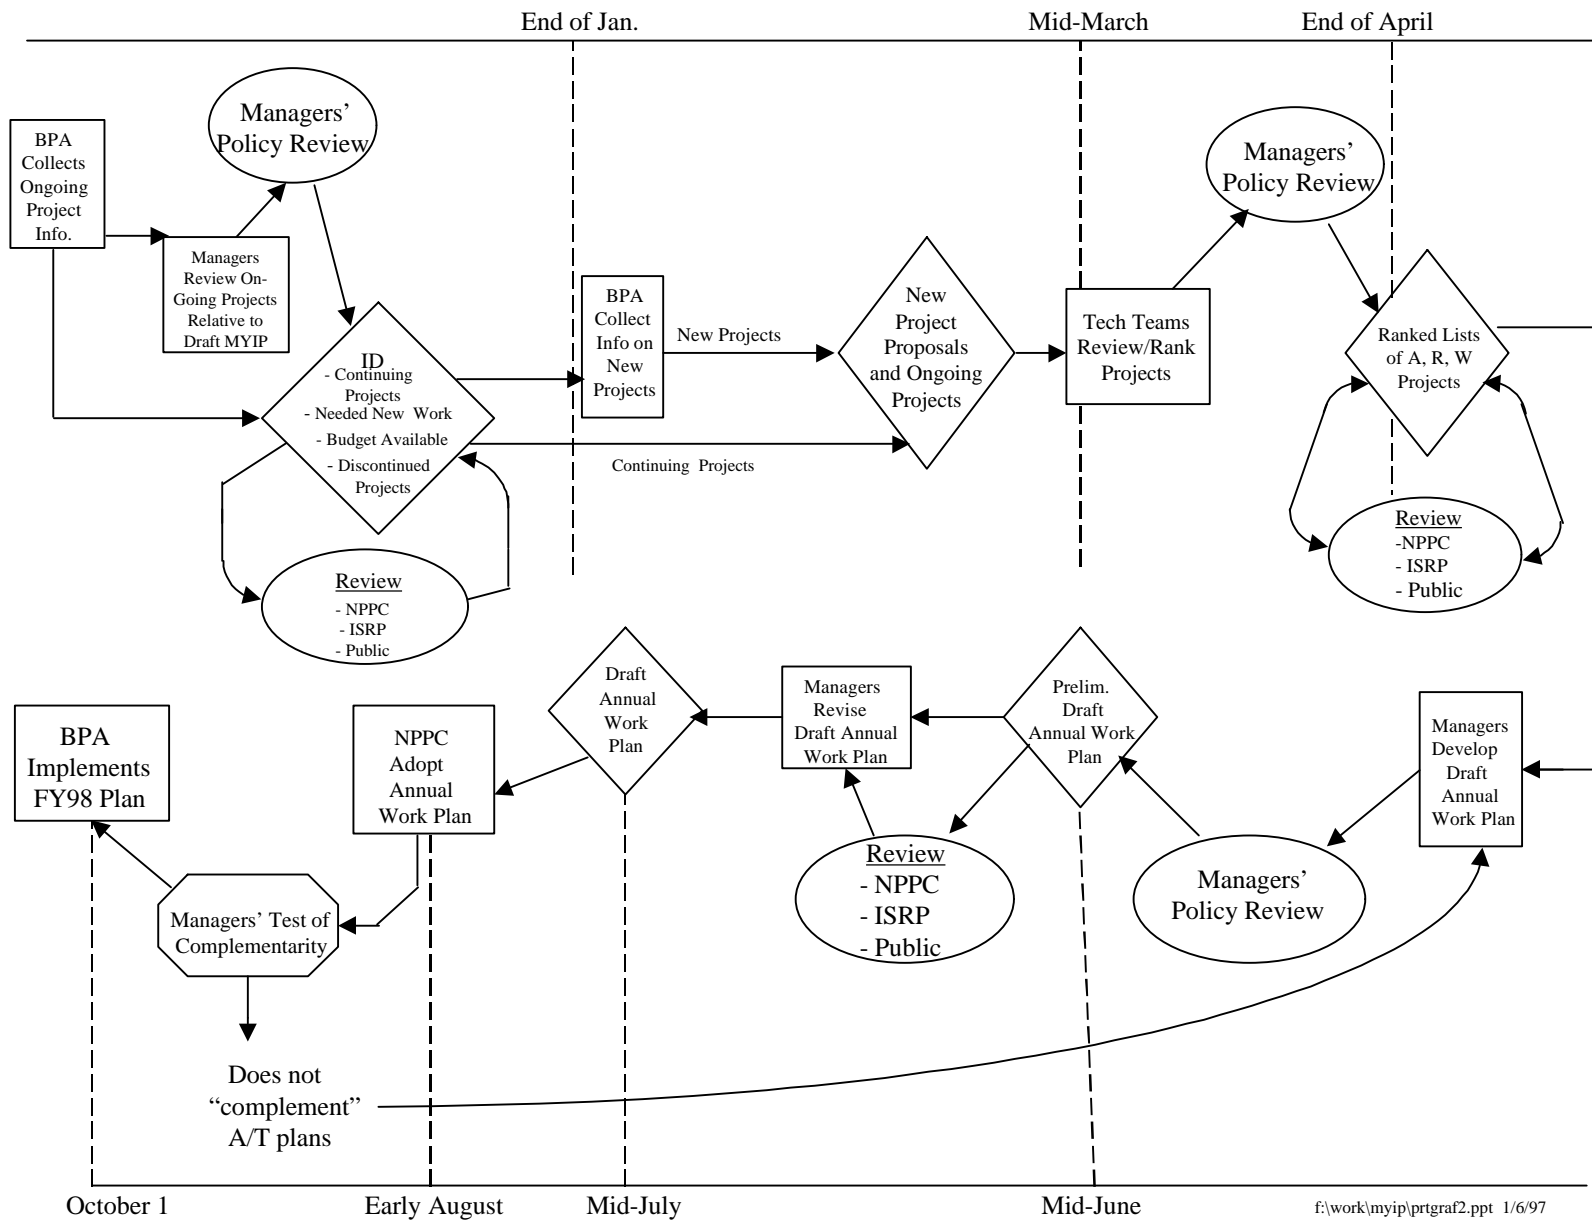 End of Jan.
Mid-March
End of April
Managers’
Policy Review
BPA
Collects
Ongoing
Project
Info.
Managers
Review On-
Going Projects
Relative to
Draft MYIP
ID
- Continuing
Projects
- Needed New Work
- Budget Available
- Discontinued
Projects
Review
- NPPC
- ISRP
- Public
BPA
Collect
Info on
New
Projects
New Projects
Continuing Projects
New
Project
Proposals
and Ongoing
Projects
Tech Teams
Review/Rank
Projects
Managers’
Policy Review
Ranked Lists
of A, R, W
Projects
Review
-NPPC
- ISRP
- Public
Managers
Develop
Draft
Annual
Work Plan
Managers’
Policy Review
Prelim.
Draft
Annual Work
Plan
Review
- NPPC
- ISRP
- Public
Managers
Revise
Draft Annual
Work Plan
Draft
Annual
Work
Plan
NPPC
Adopt
Annual
Work Plan
Managers’ Test of
Complementarity
BPA
Implements
FY98 Plan
Does not
“complement”
A/T plans
October 1
Early August
Mid-July
Mid-June
f:\work\myip\prtgraf2.ppt 1/6/97